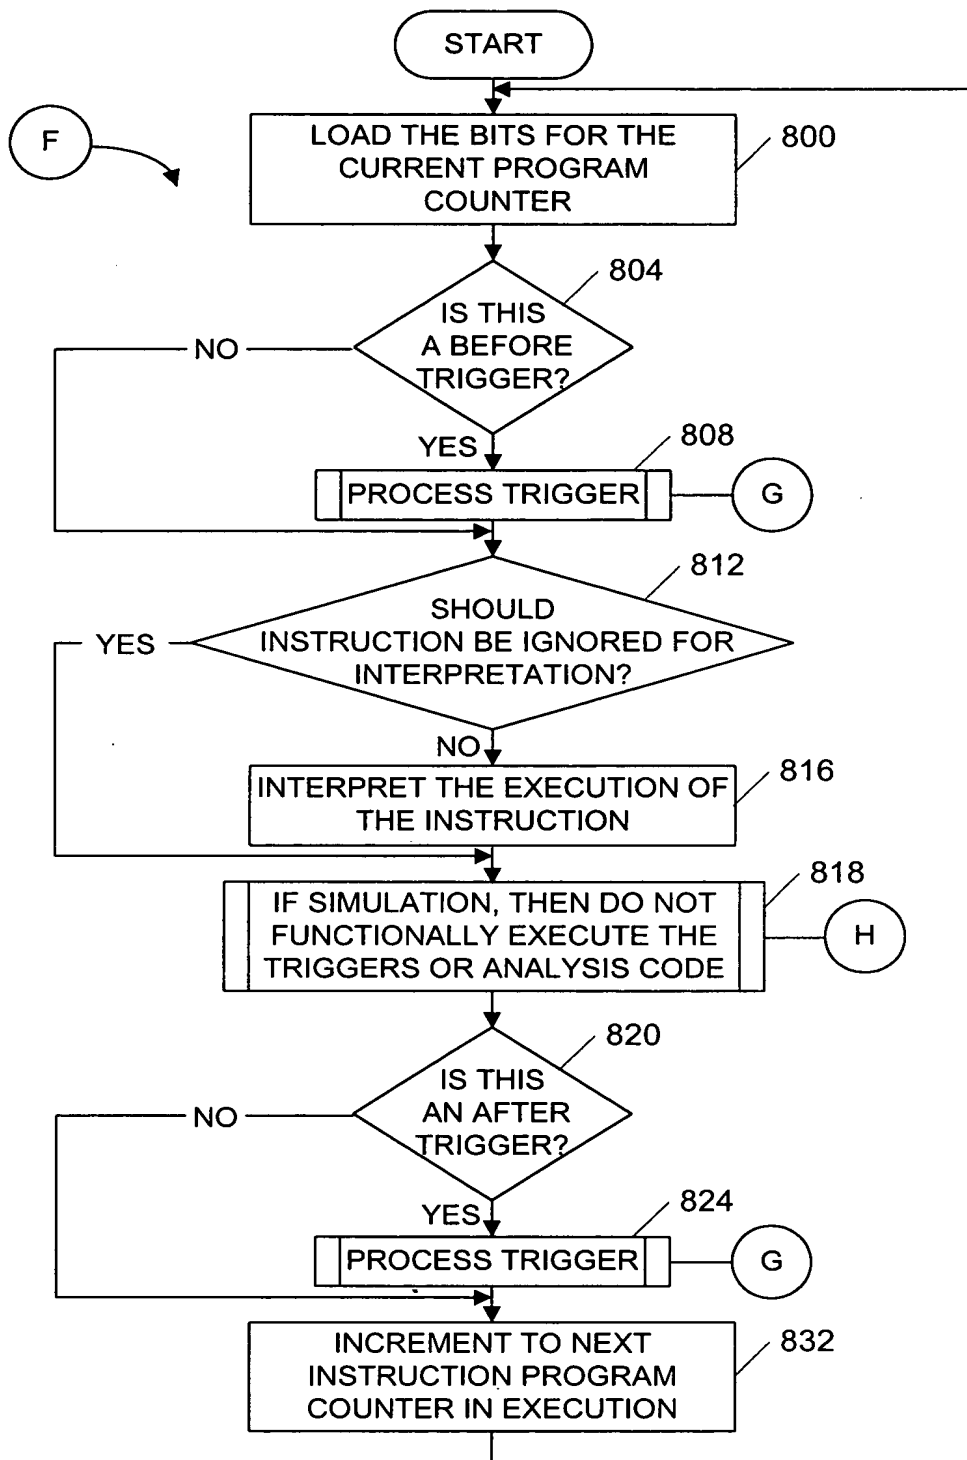 START
F
LOAD THE BITS FOR THE
CURRENT PROGRAM
COUNTER
800
804
IS THIS
A BEFORE
TRIGGER?
NO
YES
808
PROCESS TRIGGER
G
812
SHOULD
INSTRUCTION BE IGNORED FOR
INTERPRETATION?
YES
NO
816
INTERPRET THE EXECUTION OF
THE INSTRUCTION
818
IF SIMULATION, THEN DO NOT
FUNCTIONALLY EXECUTE THE
TRIGGERS OR ANALYSIS CODE
H
820
IS THIS
AN AFTER
TRIGGER?
NO
YES
824
PROCESS TRIGGER
G
INCREMENT TO NEXT
INSTRUCTION PROGRAM
COUNTER IN EXECUTION
832